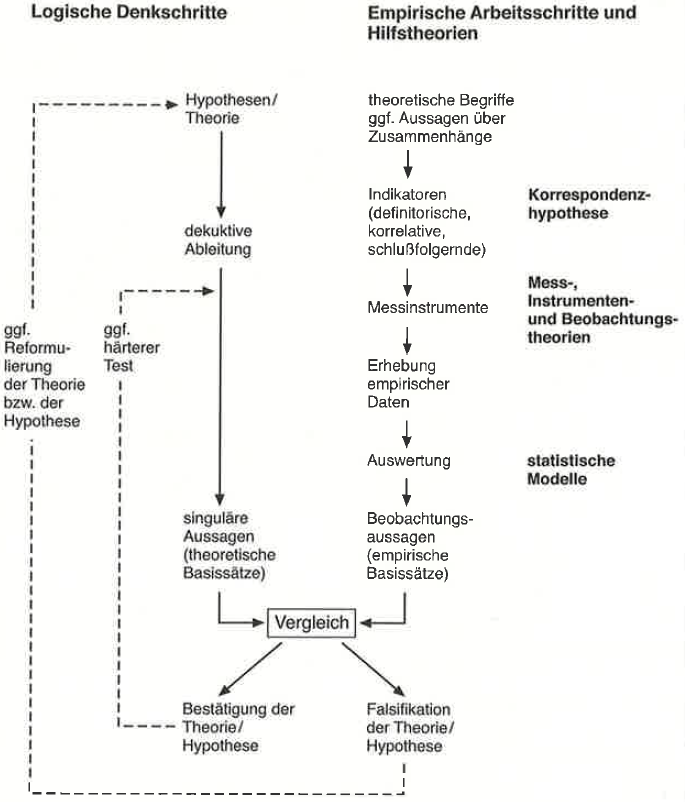 Logische Denkschritte
Empirische Arbeitsschritte und
Hilfstheorien
Hypothesen/
Theorie
theoretische Begriffe
ggf. Aussagen über
Zusammenhänge
Indikatoren
(definitorische,
korrelative,
schlußfolgernde)
Korrespondenz-
hypothese
dekuktive
Ableitung
Messinstrumente
Mess-,
Instrumenten-
und Beobachtungs-
theorien
ggf.
Reformu-
lierung
der Theorie
bzw. der
Hypothese
ggf.
härterer
Test
Erhebung
empirischer
Daten
Auswertung
statistische
Modelle
singuläre
Aussagen
(theoretische
Basissätze)
Beobachtungs-
aussagen
(empirische
Basissätze)
Vergleich
Bestätigung der
Theorie/
Hypothese
Falsifikation
der Theorie/
Hypothese